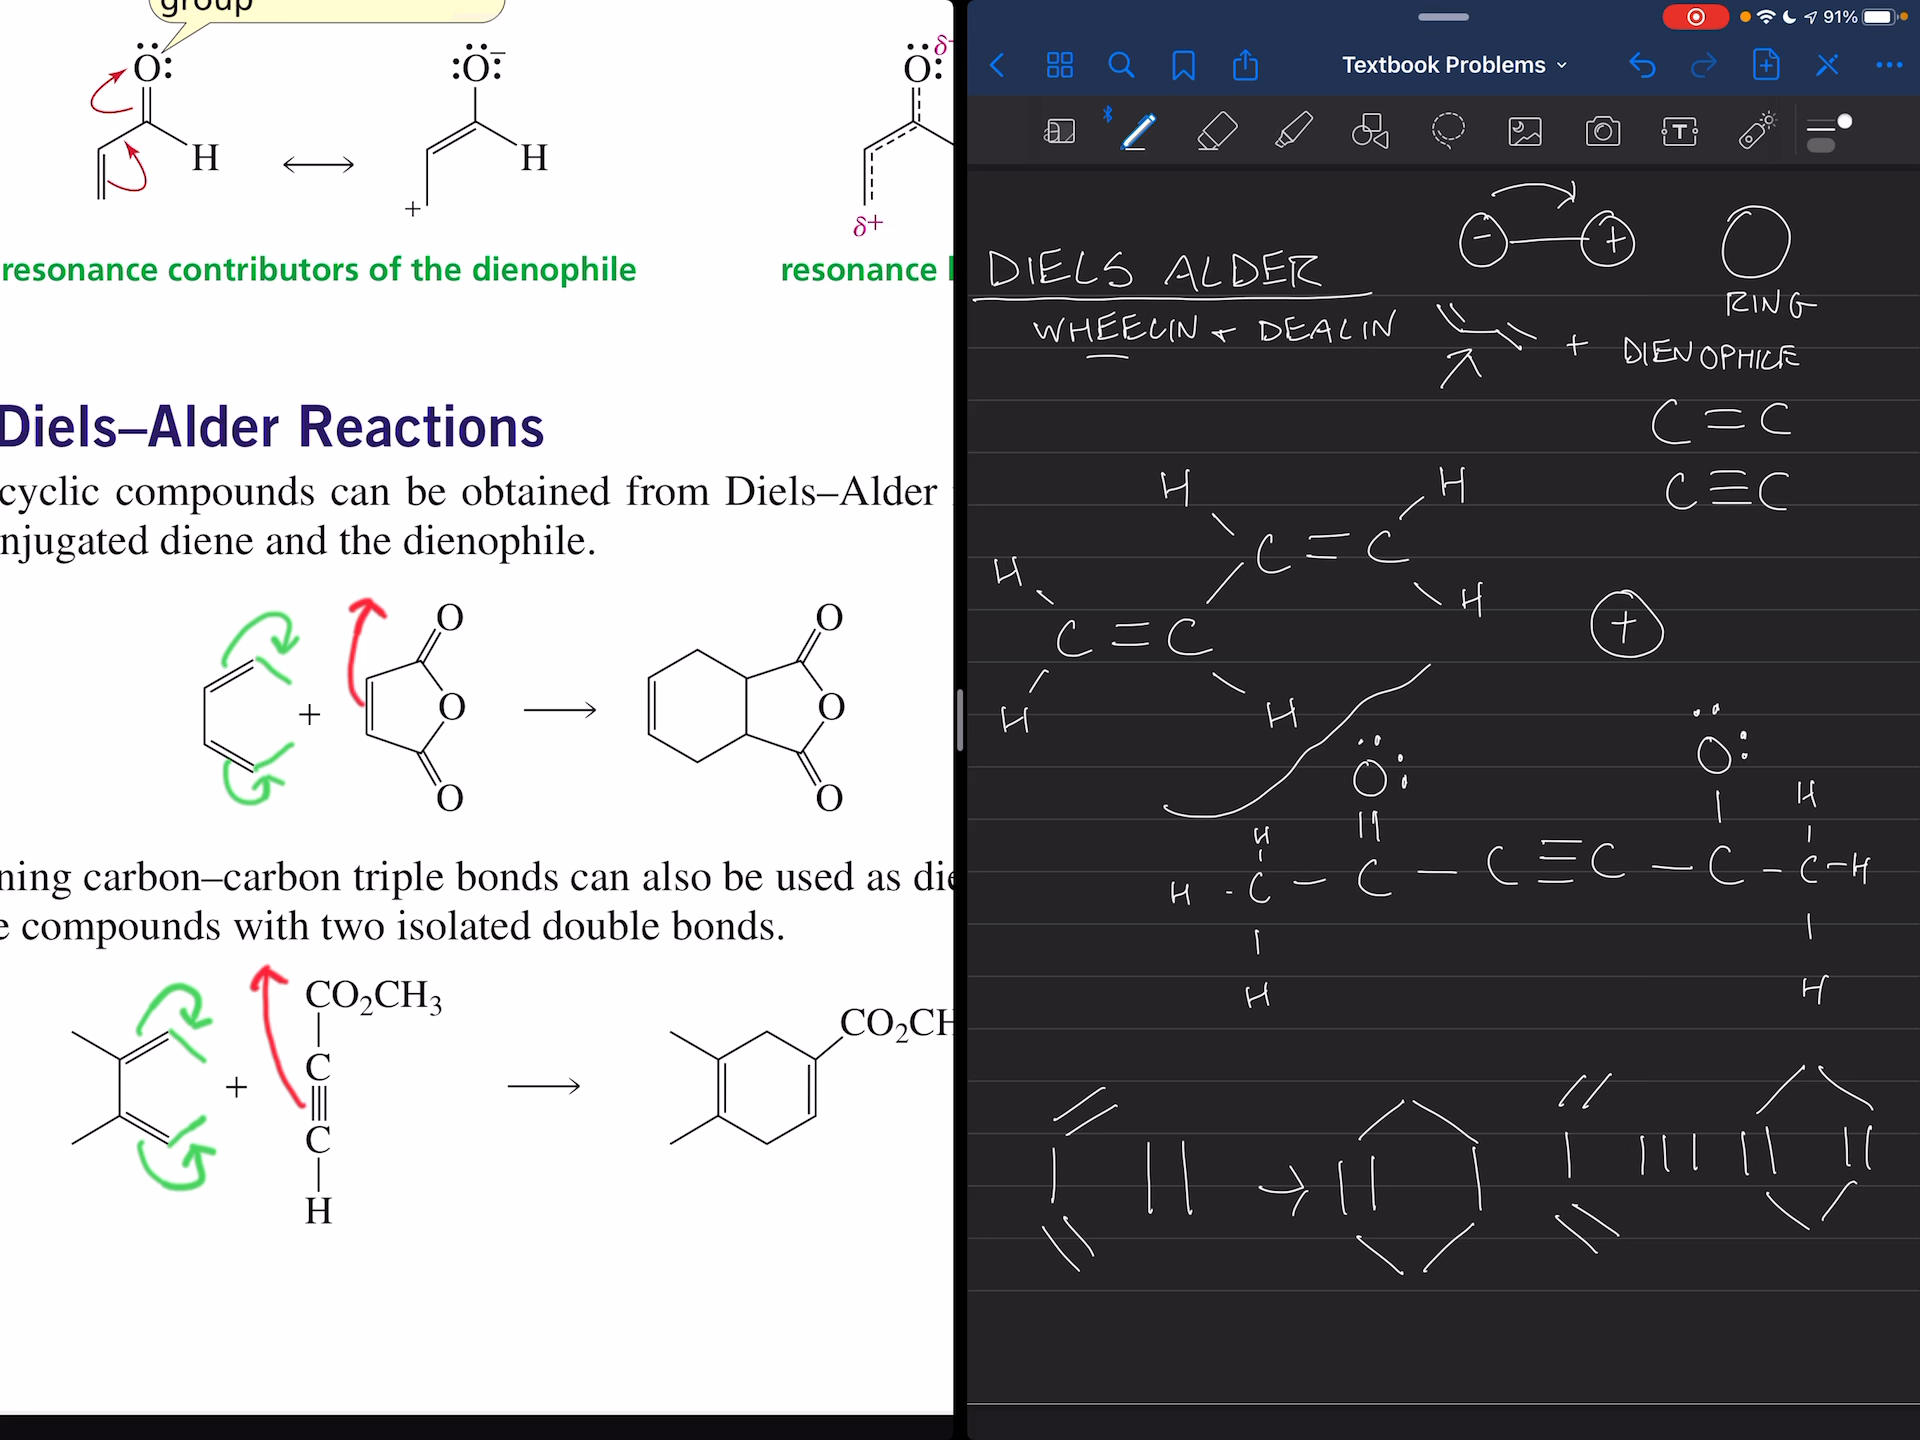 group
resonance contributors of the dienophile
resonance
δ+
δ-
Diels–Alder Reactions
cyclic compounds can be obtained from Diels–Alder
njugated diene and the dienophile.
O
+ O
O
O
O
O
ning carbon–carbon triple bonds can also be used as die
e compounds with two isolated double bonds.
CO₂CH₃
C
+
C
H
CO₂CH
91%
Textbook Problems
DIELS ALDER
- +
RING
WHEELIN + DEALIN
+ DIENOPHILE
C = C
C ≡ C
H H
C = C
H H
C = C
H H
+
O O
H H
H - C - C - C ≡ C - C - C - H
H H